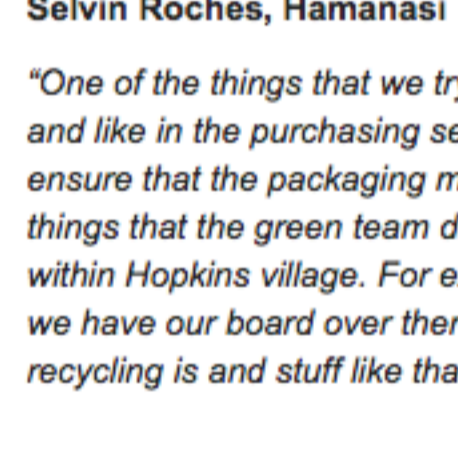 Selvin Roches, Hamanasi
“One of the things that we
and like in the purchasing
ensure that the packaging
things that the green team
within Hopkins village. For
we have our board over
recycling is and stuff like